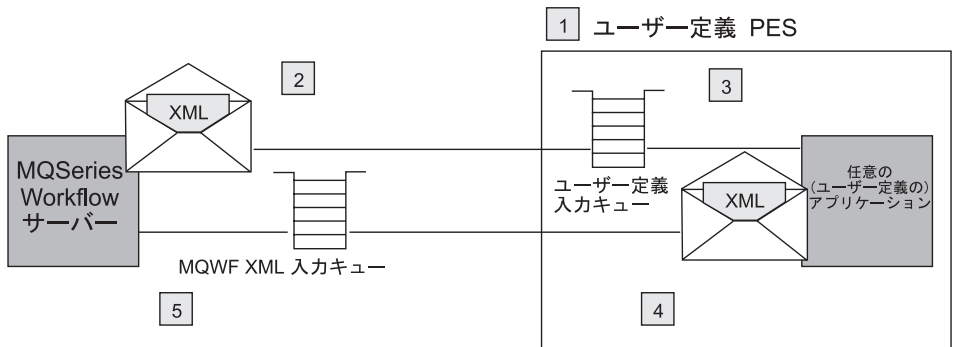 1 ユーザー定義 PES
2
3
XML
MQSeries
Workflow
サーバー
ユーザー定義
入力キュー
XML
任意の
(ユーザー定義の)
アプリケーション
MQWF XML 入力キュー
5
4